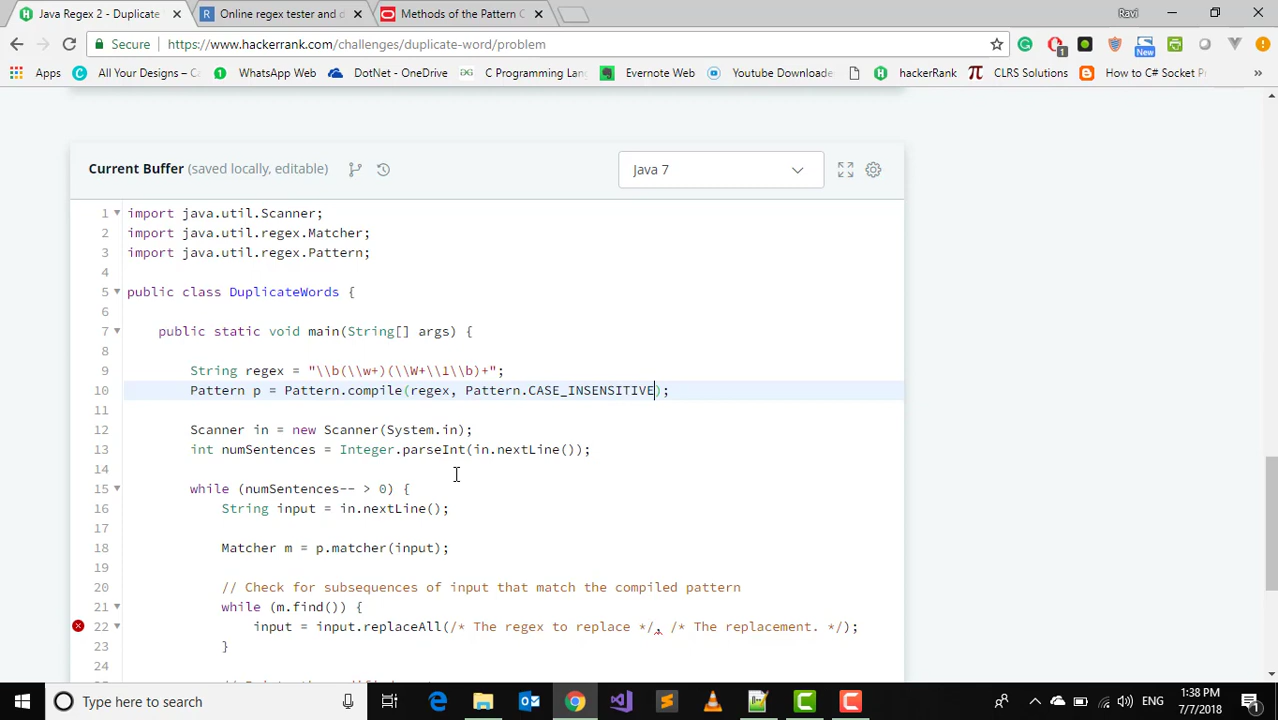 Java Regex 2 - Duplicate
Online regex tester and d
Methods of the Pattern C
Ravi
Secure
https://www.hackerrank.com/challenges/duplicate-word/problem
1
New
Apps
All Your Designs – Ca
WhatsApp Web
DotNet - OneDrive
C Programming Lang
Evernote Web
Youtube Downloade
hackerRank
CLRS Solutions
How to C# Socket Pr
»
Current Buffer (saved locally, editable)
Java 7
1 import java.util.Scanner;
2 import java.util.regex.Matcher;
3 import java.util.regex.Pattern;
4
5 public class DuplicateWords {
6
7 public static void main(String[] args) {
8
9 String regex = "\\b(\\w+)(\\W+\\1\\b)+";
10 Pattern p = Pattern.compile(regex, Pattern.CASE_INSENSITIVE);
11
12 Scanner in = new Scanner(System.in);
13 int numSentences = Integer.parseInt(in.nextLine());
14
15 while (numSentences-- > 0) {
16 String input = in.nextLine();
17
18 Matcher m = p.matcher(input);
19
20 // Check for subsequences of input that match the compiled pattern
21 while (m.find()) {
22 input = input.replaceAll(/* The regex to replace */, /* The replacement. */);
23 }
24
Type here to search
ENG
1:38 PM
7/7/2018
1